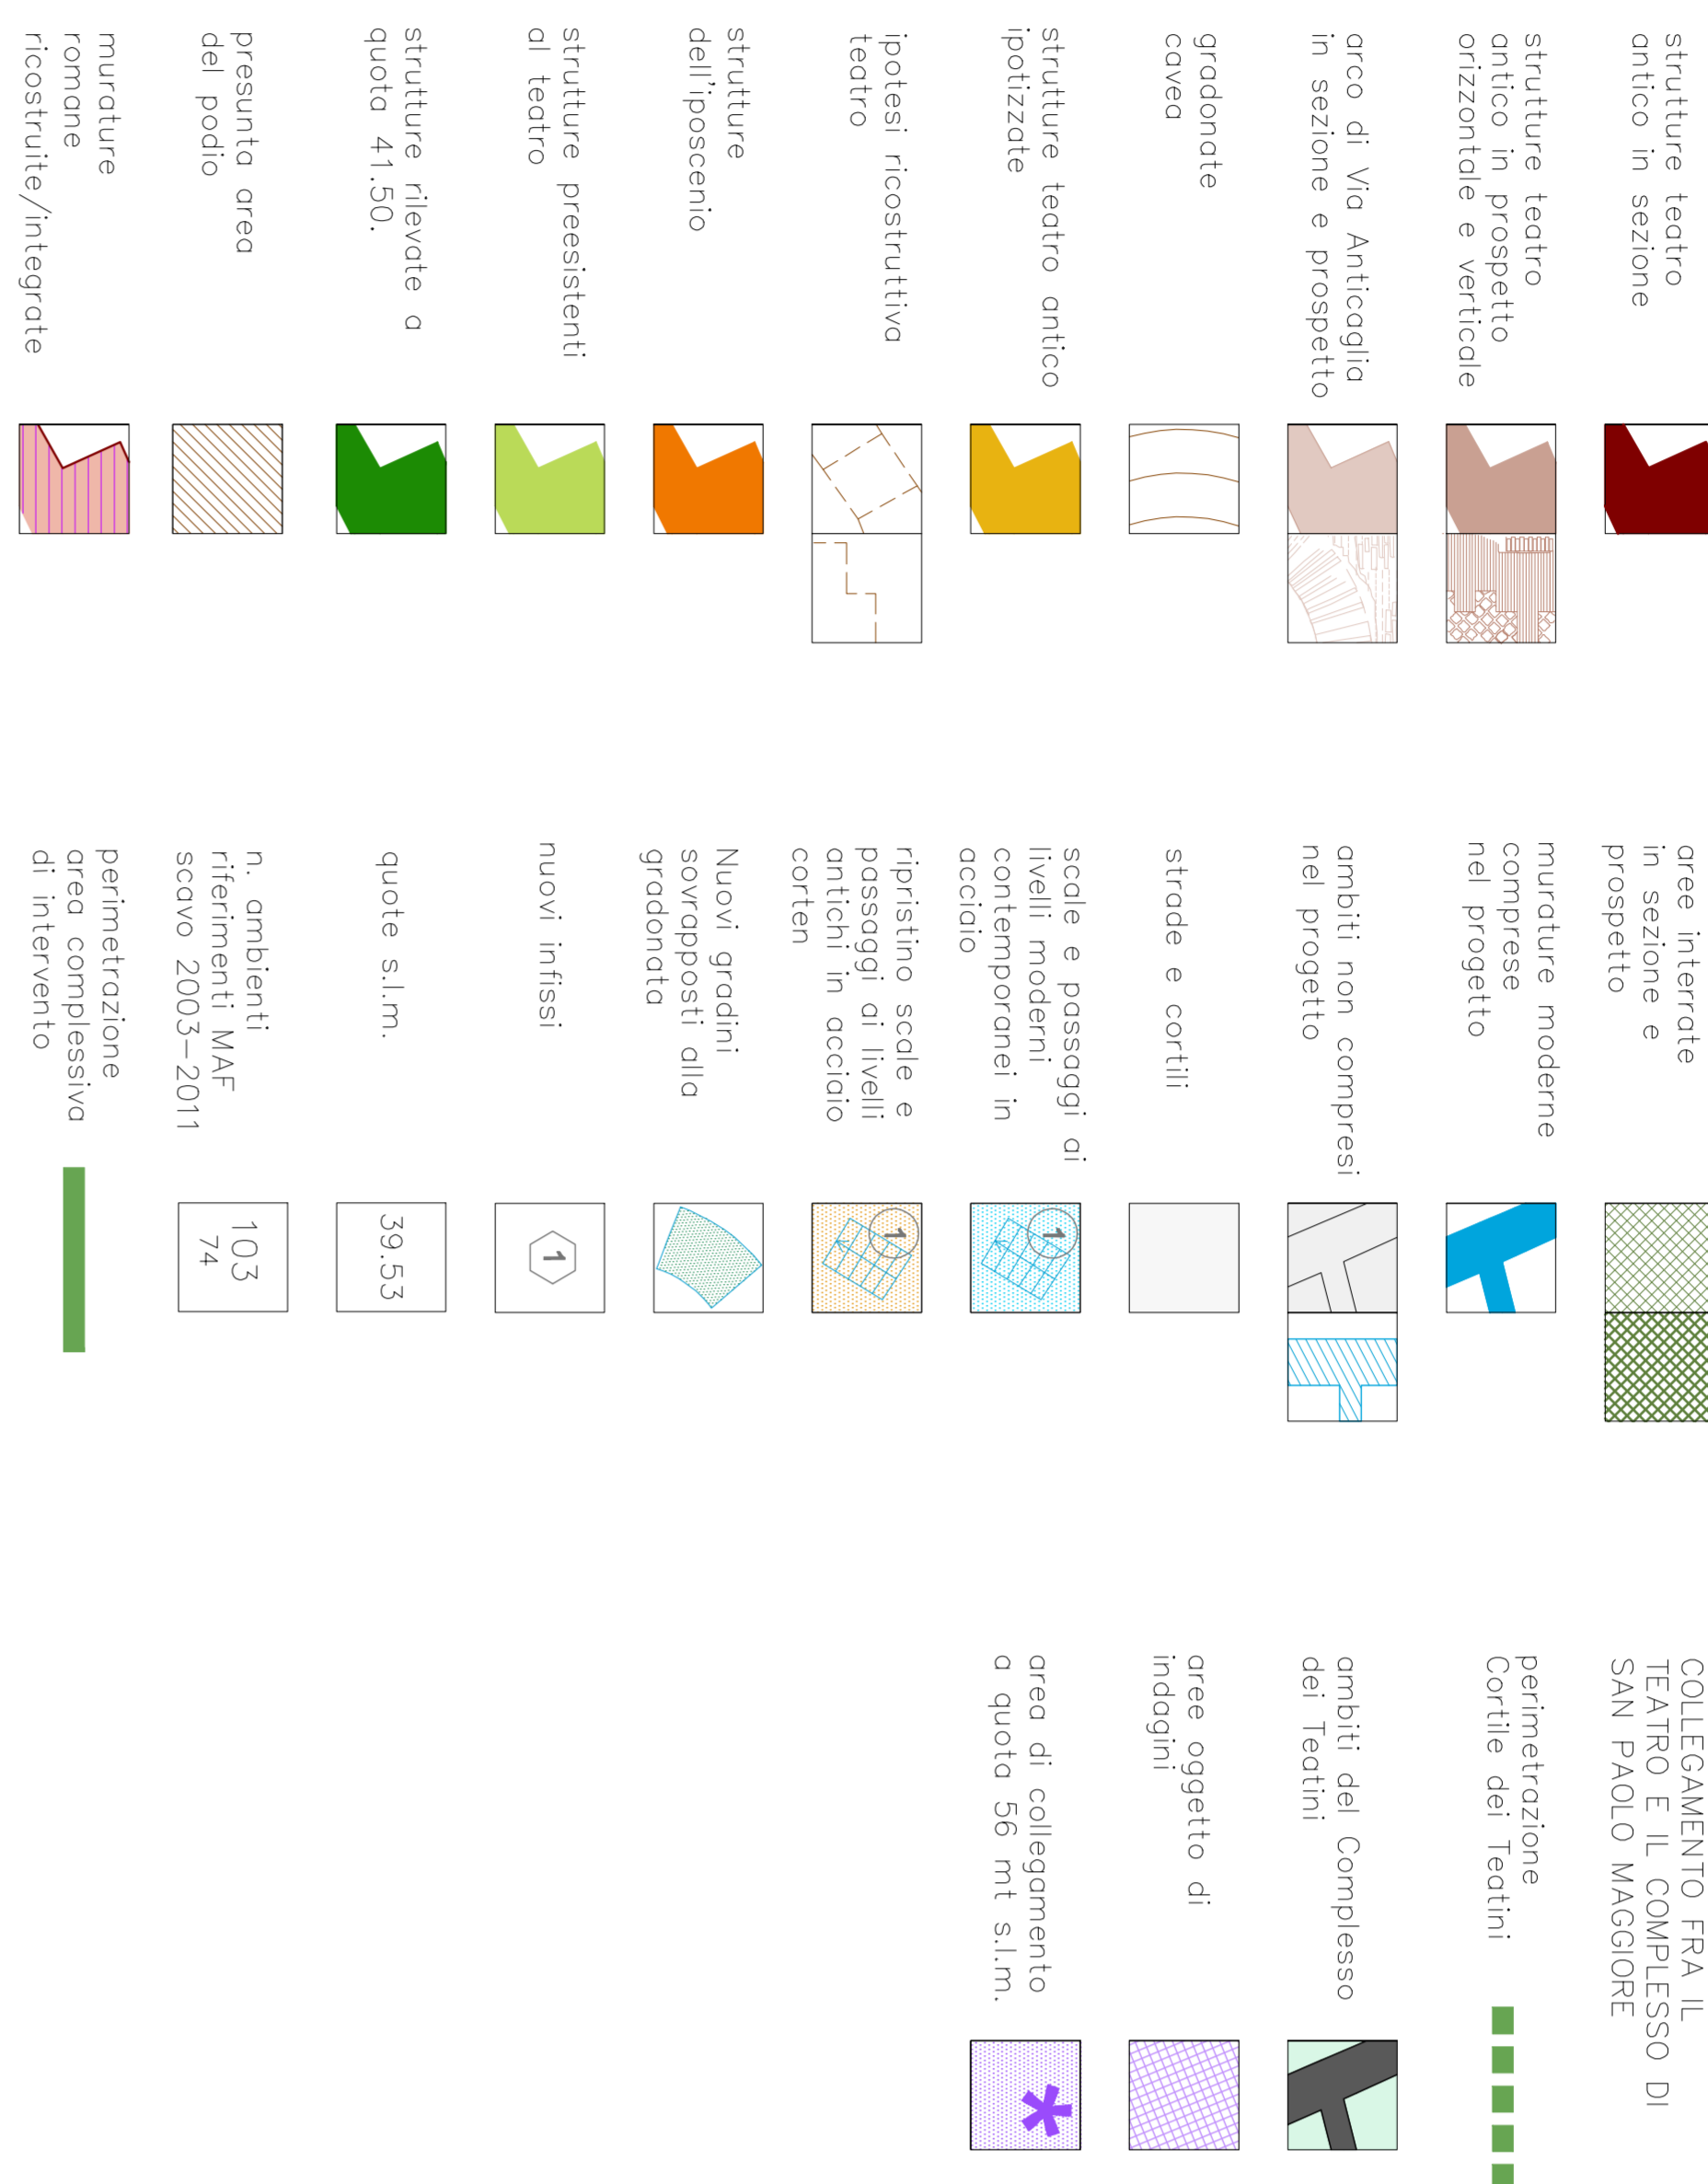 strutture teatro
antico in sezione
strutture teatro
antico in prospetto
orizzontale e verticale
arco di Via Anticaglia
in sezione e prospetto
gradonate
cavea
strutture teatro antico
ipotizzate
ipotesi ricostruttiva
teatro
strutture
dell'iposcenio
strutture preesistenti
al teatro
strutture rilevate a
quota 41.50.
presunta area
del podio
murature
romane
ricostruite/integrate
aree interrate
in sezione e
prospetto
murature moderne
comprese
nel progetto
ambiti non compresi
nel progetto
strade e cortili
scale e passaggi ai
livelli moderni
contemporanei in
acciaio
1
ripristino scale e
passaggi ai livelli
antichi in acciaio
corten
1
Nuovi gradini
sovrapposti alla
gradonata
nuovi infissi
1
quote s.l.m.
39.53
n. ambienti
riferimenti MAF
scavo 2003-2011
103
74
perimetrazione
area complessiva
di intervento
COLLEGAMENTO FRA IL
TEATRO E IL COMPLESSO DI
SAN PAOLO MAGGIORE
perimetrazione
Cortile dei Teatini
ambiti del Complesso
dei Teatini
aree oggetto di
indagini
area di collegamento
a quota 56 mt s.l.m.
*